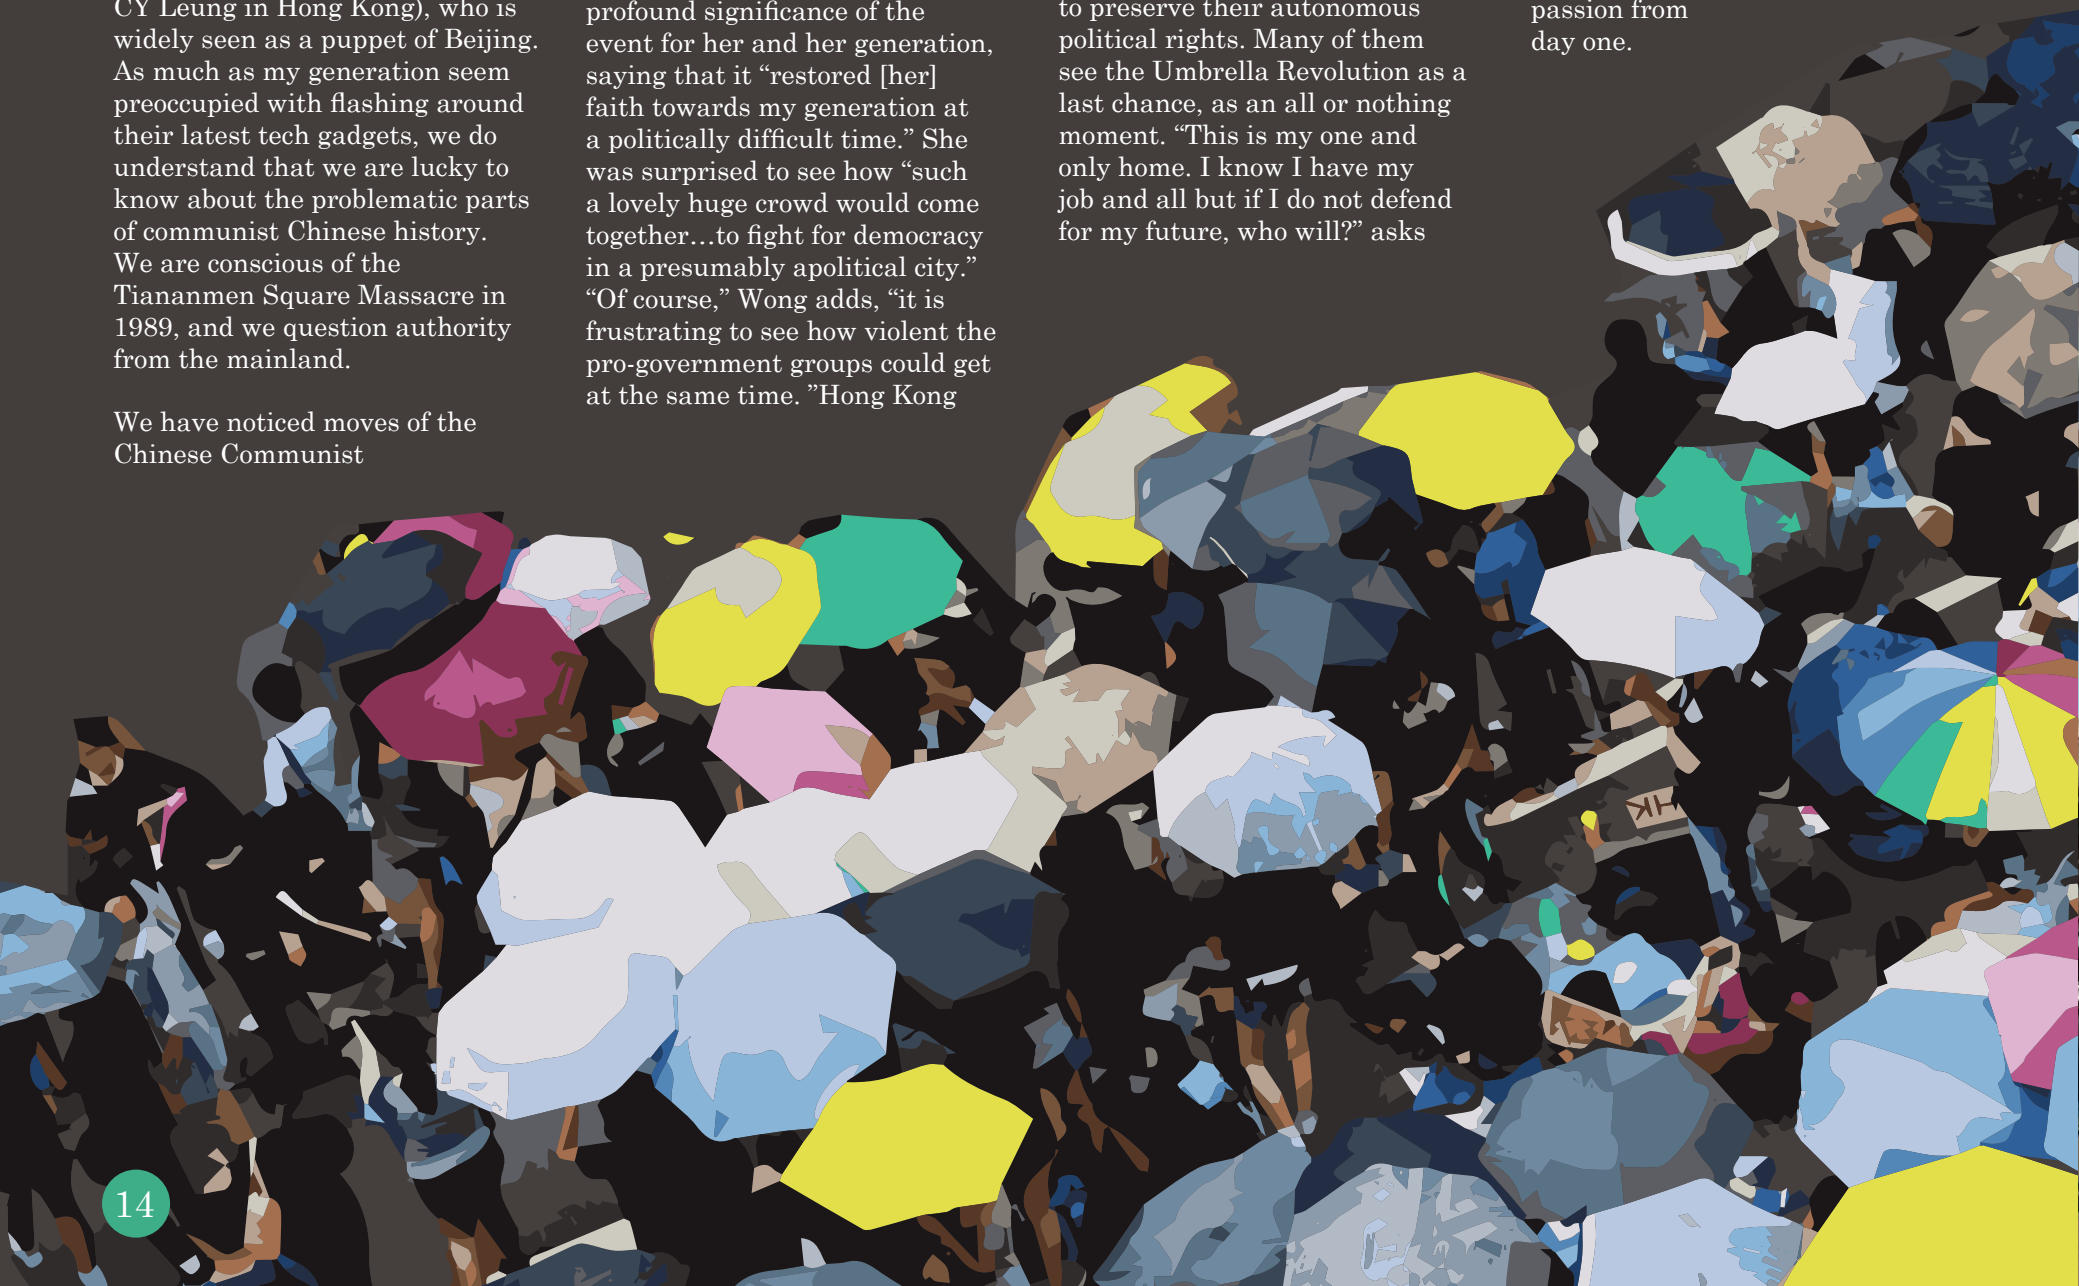 CY Leung in Hong Kong), who is
widely seen as a puppet of Beijing.
As much as my generation seem
preoccupied with flashing around
their latest tech gadgets, we do
understand that we are lucky to
know about the problematic parts
of communist Chinese history.
We are conscious of the
Tiananmen Square Massacre in
1989, and we question authority
from the mainland.
We have noticed moves of the
Chinese Communist
profound significance of the
event for her and her generation,
saying that it “restored [her]
faith towards my generation at
a politically difficult time.” She
was surprised to see how “such
a lovely huge crowd would come
together…to fight for democracy
in a presumably apolitical city.”
“Of course,” Wong adds, “it is
frustrating to see how violent the
pro-government groups could get
at the same time. ”Hong Kong
to preserve their autonomous
political rights. Many of them
see the Umbrella Revolution as a
last chance, as an all or nothing
moment. “This is my one and
only home. I know I have my
job and all but if I do not defend
for my future, who will?” asks
passion from
day one.
HK
14